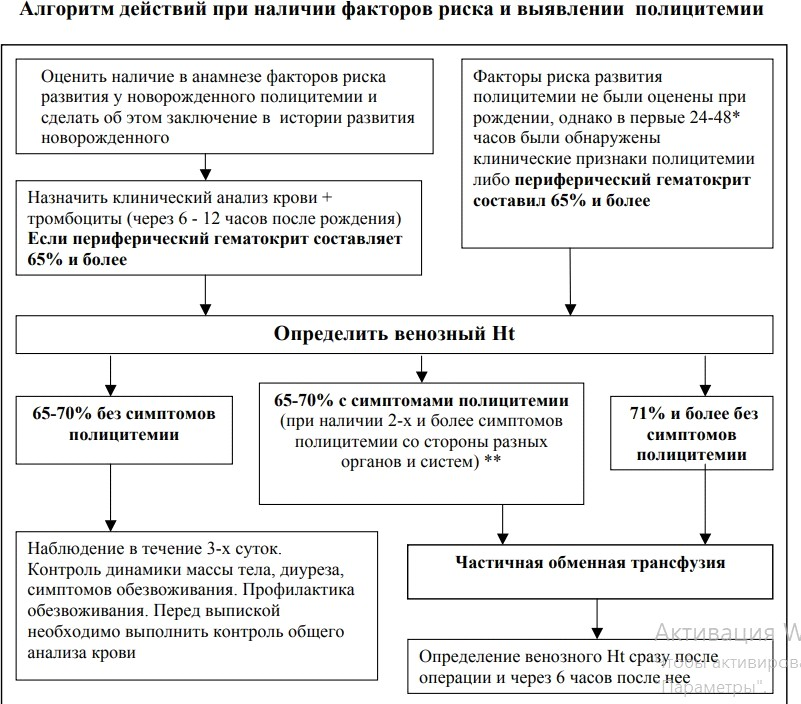 Алгоритм действий при наличии факторов риска и выявлении полицитемии
Оценить наличие в анамнезе факторов риска
развития у новорожденного полицитемии и
сделать об этом заключение в истории развития
новорожденного
Факторы риска развития
полицитемии не были оценены при
рождении, однако в первые 24-48*
часов были обнаружены
клинические признаки полицитемии
либо периферический гематокрит
составил 65% и более
Назначить клинический анализ крови +
тромбоциты (через 6 - 12 часов после рождения)
Если периферический гематокрит составляет
65% и более
Определить венозный Ht
65-70% без симптомов
полицитемии
65-70% с симптомами полицитемии
(при наличии 2-х и более симптомов
полицитемии со стороны разных
органов и систем) **
71% и более без
симптомов
полицитемии
Наблюдение в течение 3-х суток.
Контроль динамики массы тела, диуреза,
симптомов обезвоживания. Профилактика
обезвоживания. Перед выпиской
необходимо выполнить контроль общего
анализа крови
Частичная обменная трансфузия
Определение венозного Ht сразу после
операции и через 6 часов после нее
Активация W
Чтобы активирова
"Параметры".